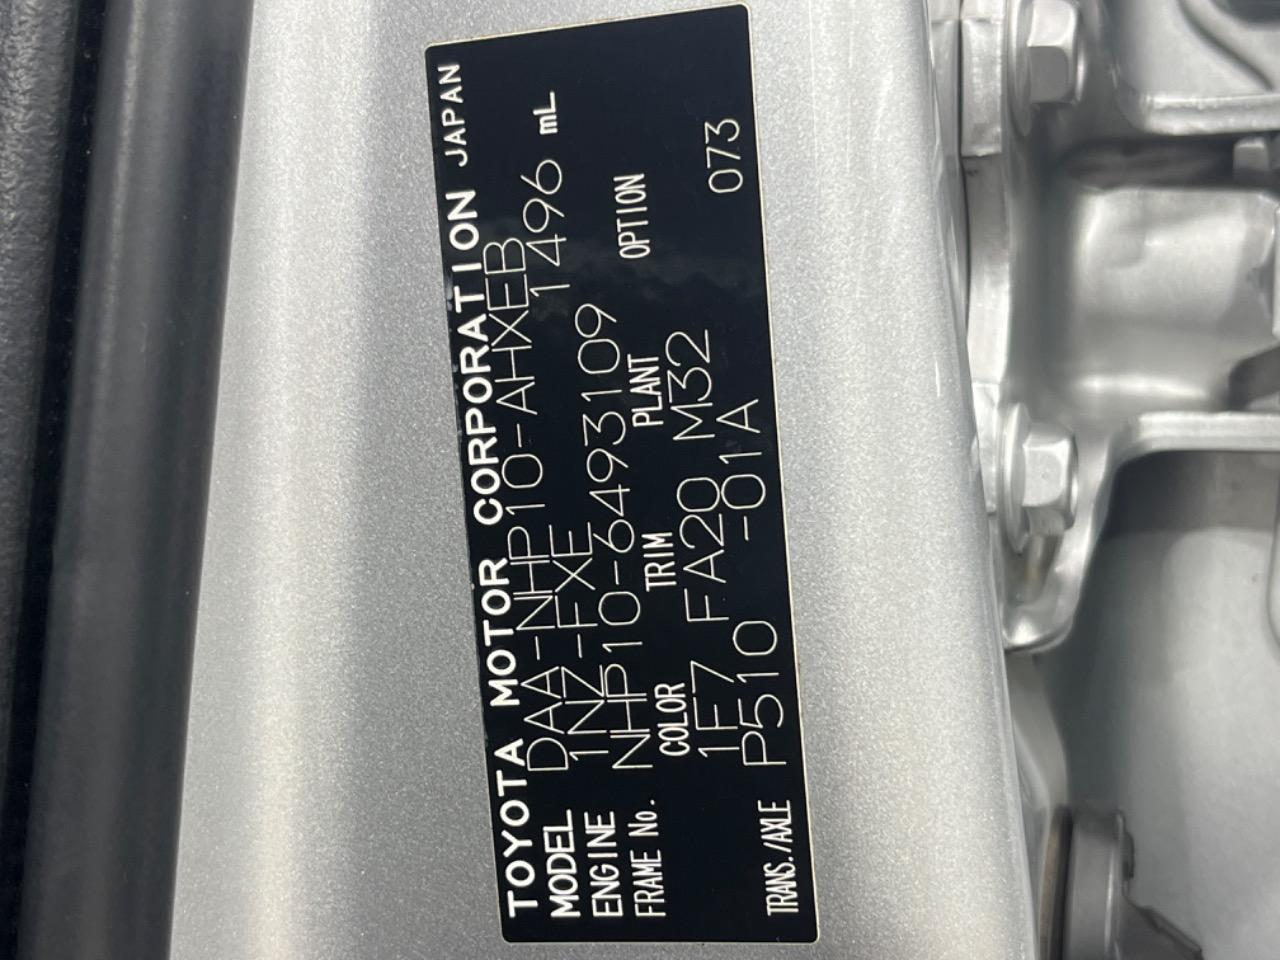 TOYOTA MOTOR CORPORATION JAPAN
MODEL DAA-NHP10-AHXEB
ENGINE 1NZ-FXE 1496 mL
FRAME No. NHP10-6493109
COLOR TRIM PLANT OPTION
1F7 FA20 M32
TRANS./AXLE P510 -01A 073